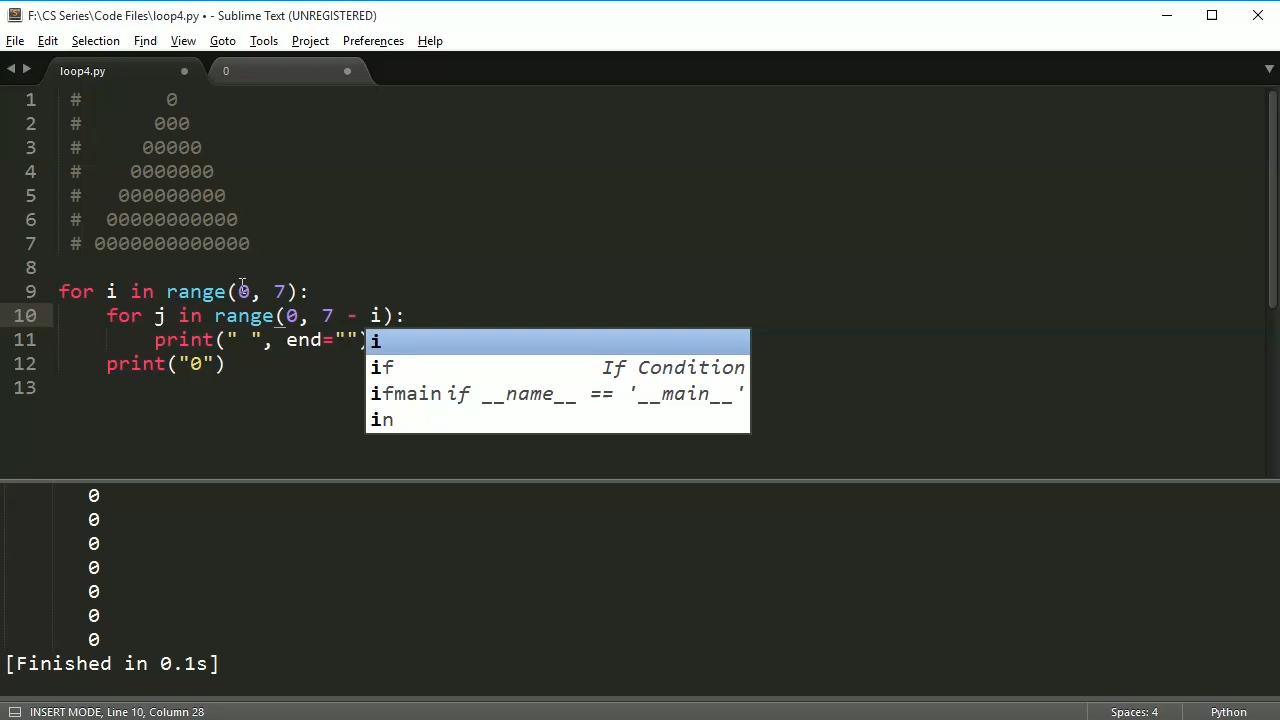 F:\CS Series\Code Files\loop4.py • - Sublime Text (UNREGISTERED)
File Edit Selection Find View Goto Tools Project Preferences Help
loop4.py 0
1 # 0
2 # 000
3 # 00000
4 # 0000000
5 # 000000000
6 # 00000000000
7 # 0000000000000
8
9 for i in range(0, 7):
10 for j in range(0, 7 - i):
11 print(" ", end="")
12 print("0")
13
i
if If Condition
ifmain if __name__ == '__main__'
in
0
0
0
0
0
0
0
[Finished in 0.1s]
INSERT MODE, Line 10, Column 28 Spaces: 4 Python